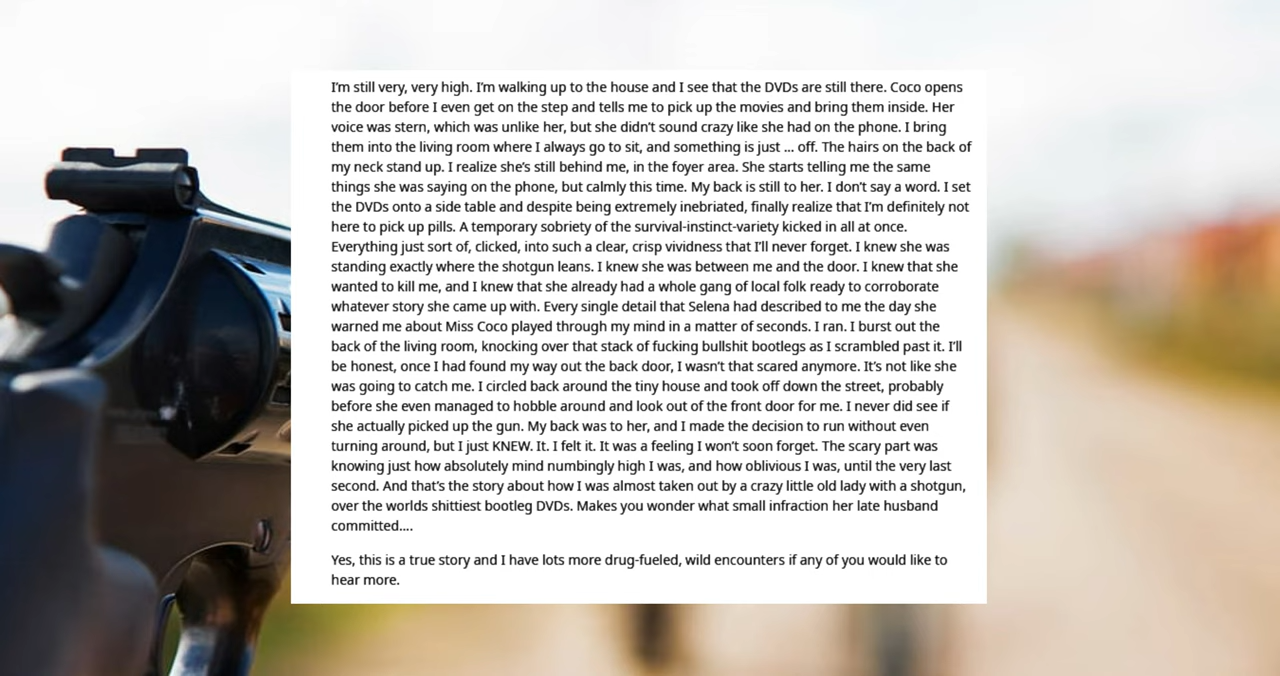 I'm still very, very high. I'm walking up to the house and I see that the DVDs are still there. Coco opens
the door before I even get on the step and tells me to pick up the movies and bring them inside. Her
voice was stern, which was unlike her, but she didn't sound crazy like she had on the phone. I bring
them into the living room where I always go to sit, and something is just ... off. The hairs on the back of
my neck stand up. I realize she's still behind me, in the foyer area. She starts telling me the same
things she was saying on the phone, but calmly this time. My back is still to her. I don't say a word. I set
the DVDs onto a side table and despite being extremely inebriated, finally realize that I'm definitely not
here to pick up pills. A temporary sobriety of the survival-instinct-variety kicked in all at once.
Everything just sort of, clicked, into such a clear, crisp vividness that I'll never forget. I knew she was
standing exactly where the shotgun leans. I knew she was between me and the door. I knew that she
wanted to kill me, and I knew that she already had a whole gang of local folk ready to corroborate
whatever story she came up with. Every single detail that Selena had described to me the day she
warned me about Miss Coco played through my mind in a matter of seconds. I ran. I burst out the
back of the living room, knocking over that stack of fucking bullshit bootlegs as I scrambled past it. I'll
be honest, once I had found my way out the back door, I wasn't that scared anymore. It's not like she
was going to catch me. I circled back around the tiny house and took off down the street, probably
before she even managed to hobble around and look out of the front door for me. I never did see if
she actually picked up the gun. My back was to her, and I made the decision to run without even
turning around, but I just KNEW. It. I felt it. It was a feeling I won't soon forget. The scary part was
knowing just how absolutely mind numbingly high I was, and how oblivious I was, until the very last
second. And that's the story about how I was almost taken out by a crazy little old lady with a shotgun,
over the worlds shittiest bootleg DVDs. Makes you wonder what small infraction her late husband
committed....
Yes, this is a true story and I have lots more drug-fueled, wild encounters if any of you would like to
hear more.